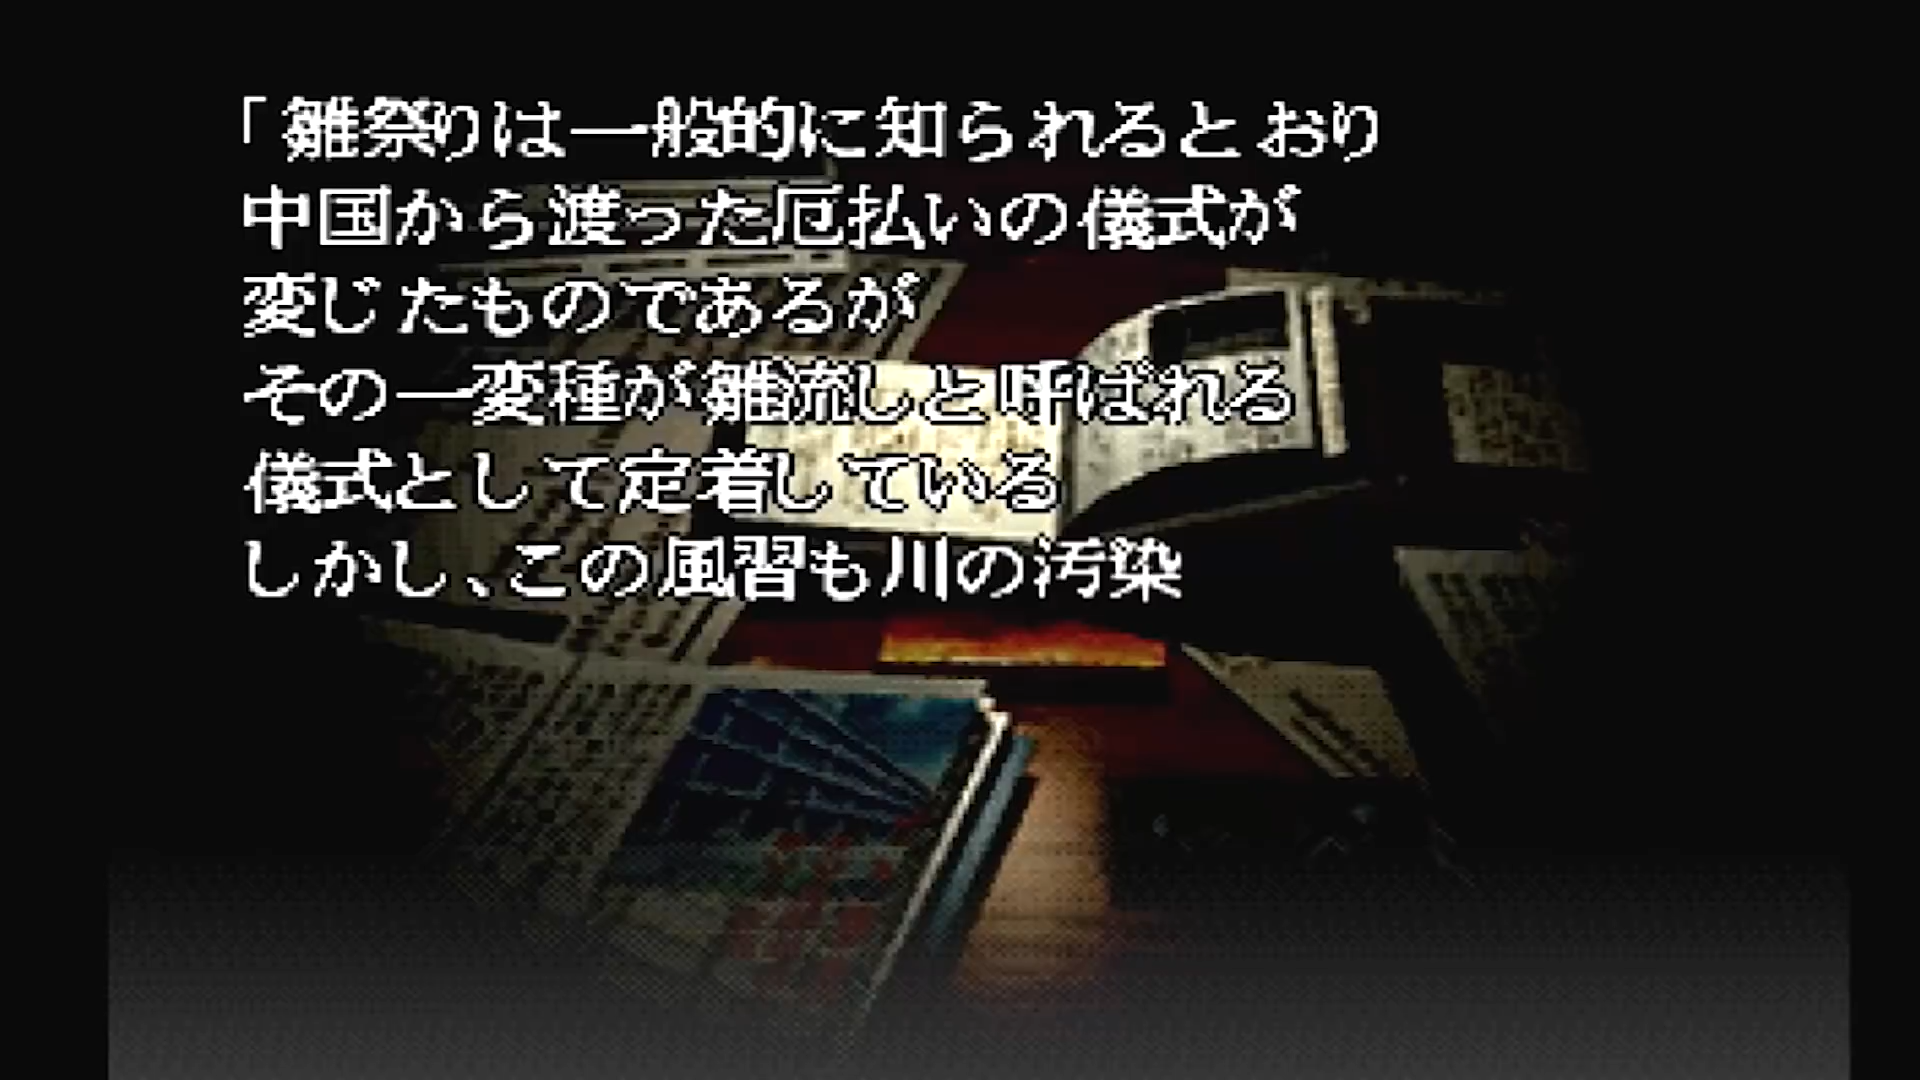 「雛祭りは一般的に知られるとおり
中国から渡った厄払いの儀式が
変じたものであるが
その一変種が雛流しと呼ばれる
儀式として定着している
しかし、この風習も川の汚染